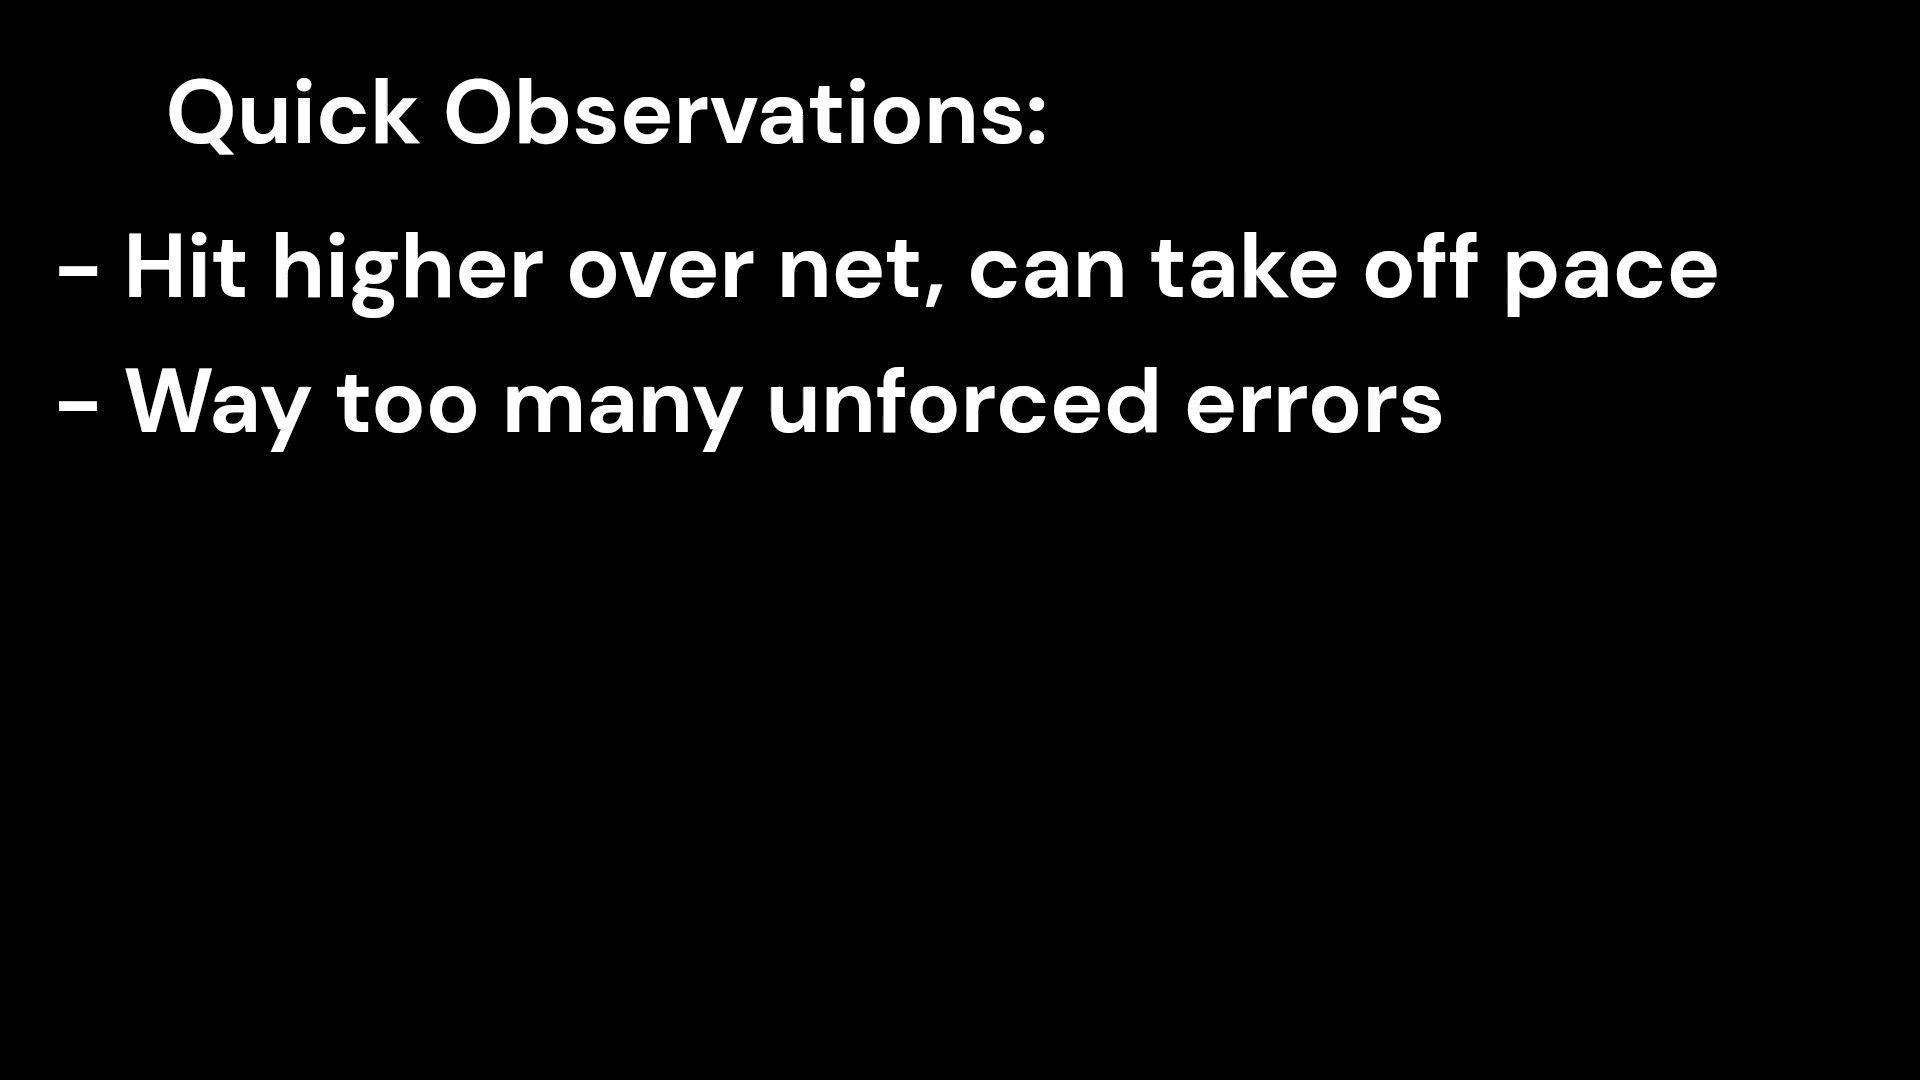 Quick Observations:
- Hit higher over net, can take off pace
- Way too many unforced errors